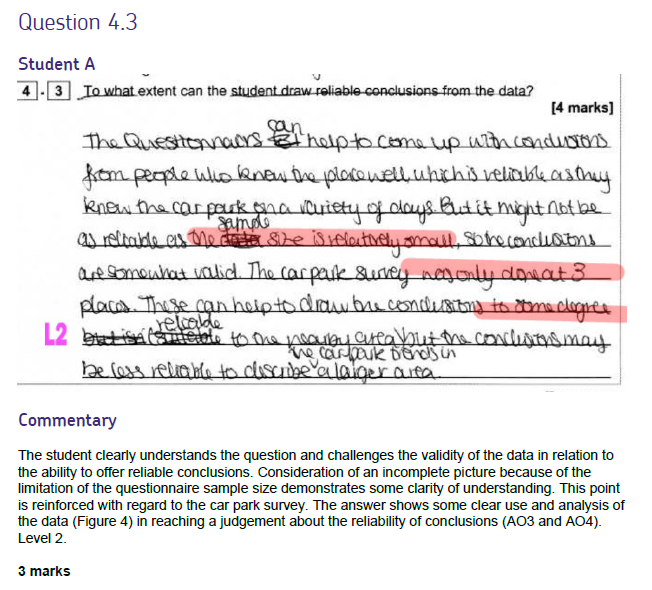 Question 4.3
Student A
4 . 3 To what extent can the student draw reliable conclusions from the data?
[4 marks]
The Questionnairs can help to come up with conclusions
from people who know the place well which is reliable as they
know the car park on a variety of days. But it might not be
as reliable as the sample size is relatively small, so the conclusions
are somewhat valid. The car park survey was only done at 3
places. These can help to draw the conclusions to some degree
L2 reliable to the nearby area but the conclusions may
be less reliable to describe the car park trends in a larger area.
Commentary
The student clearly understands the question and challenges the validity of the data in relation to
the ability to offer reliable conclusions. Consideration of an incomplete picture because of the
limitation of the questionnaire sample size demonstrates some clarity of understanding. This point
is reinforced with regard to the car park survey. The answer shows some clear use and analysis of
the data (Figure 4) in reaching a judgement about the reliability of conclusions (AO3 and AO4).
Level 2.
3 marks